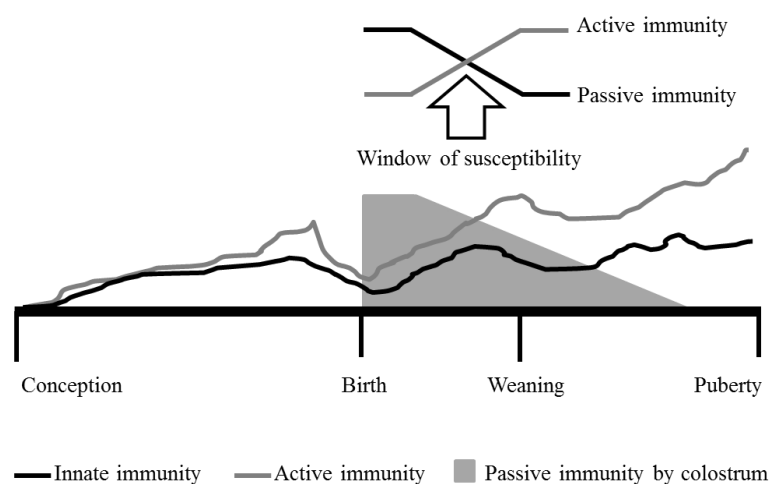 Active immunity
Passive immunity
Window of susceptibility
Conception Birth Weaning Puberty
Innate immunity Active immunity Passive immunity by colostrum